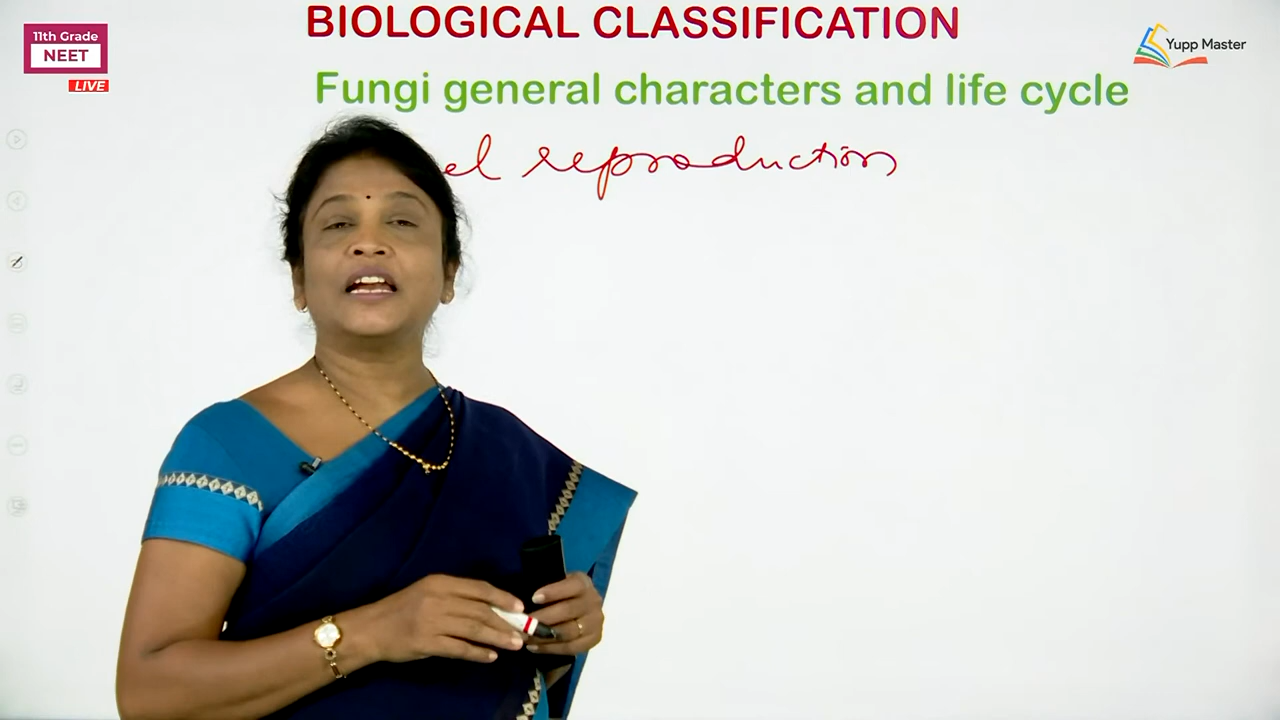 BIOLOGICAL CLASSIFICATION
11th Grade
NEET
LIVE
Yupp Master
Fungi general characters and life cycle
reproduction